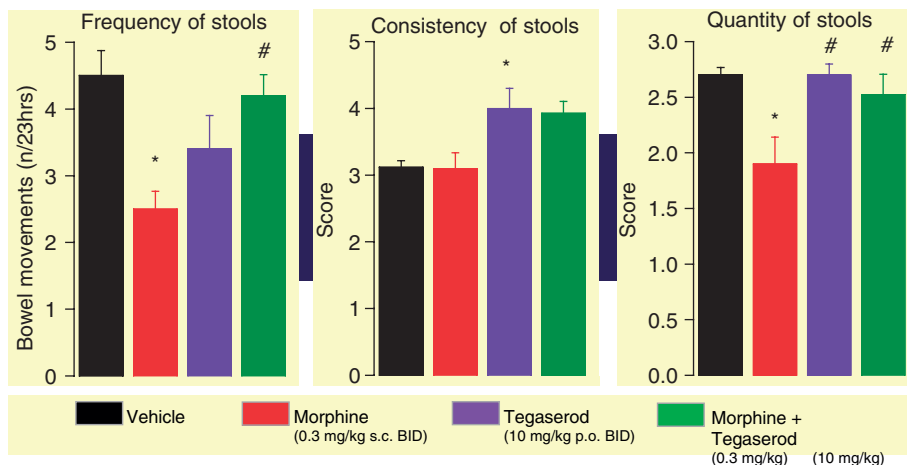 Frequency of stools
Bowel movements (n/23hrs)
5
4
3
2
1
0
*
#
Consistency of stools
Score
5
4
3
2
1
0
*
Quantity of stools
Score
3.0
2.5
2.0
1.5
1.0
0.5
0.0
*
#
#
Vehicle
Morphine
(0.3 mg/kg s.c. BID)
Tegaserod
(10 mg/kg p.o. BID)
Morphine +
Tegaserod
(0.3 mg/kg) (10 mg/kg)